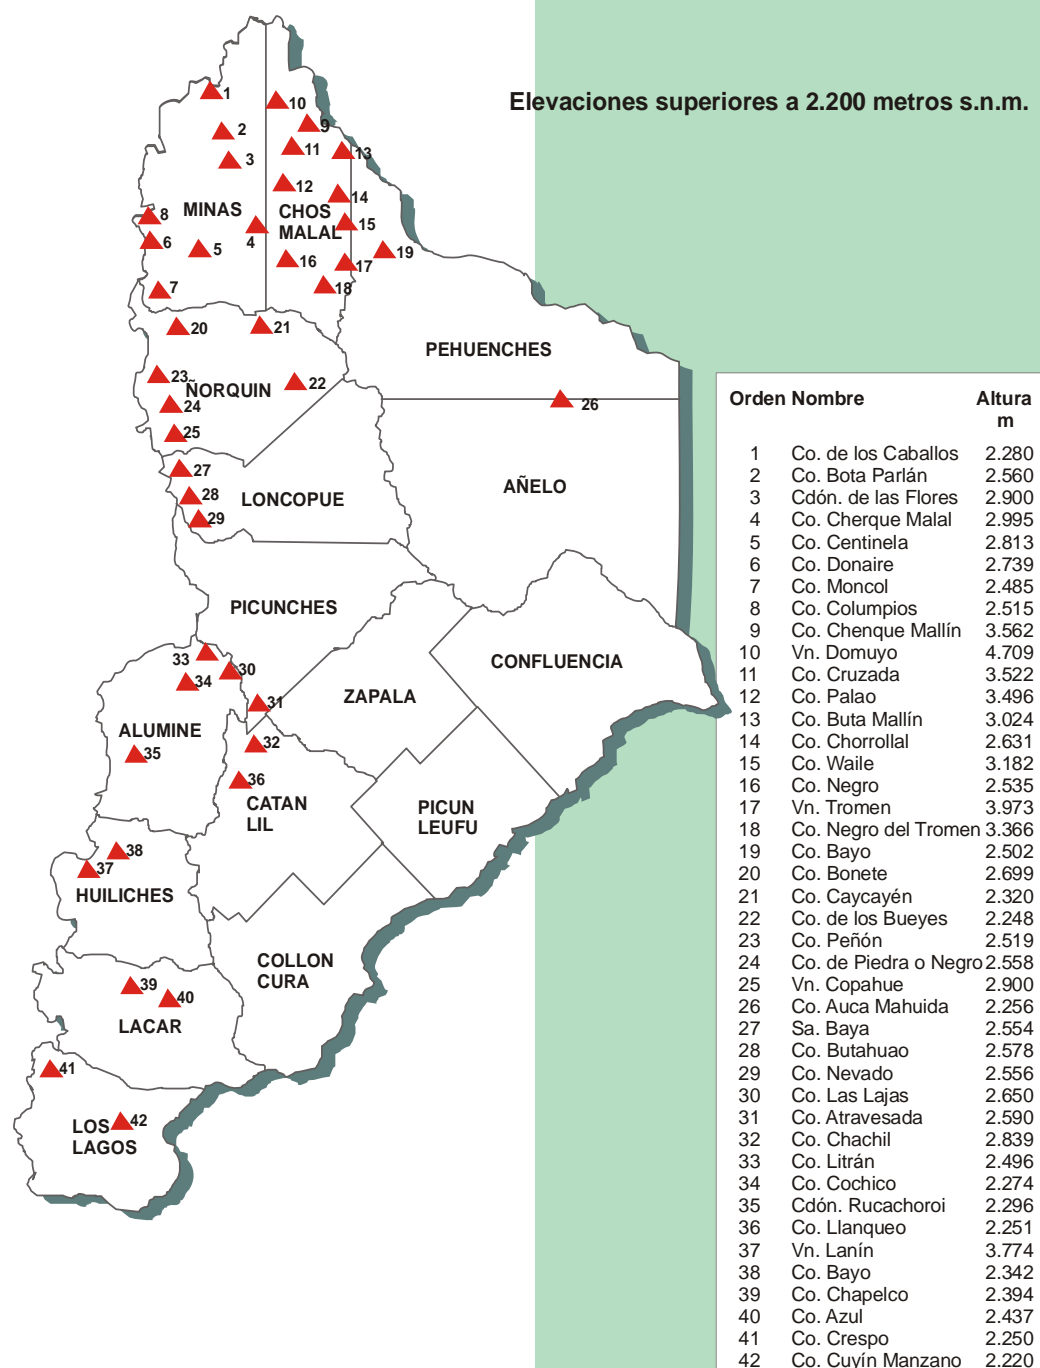 Elevaciones superiores a 2.200 metros s.n.m.
1
10
2
9
11
13
3
12
14
MINAS
CHOS
MALAL
8
15
4
6
5
19
16
17
7
18
20
21
PEHUENCHES
23
ÑORQUIN
22
24
26
25
27
28
LONCOPUE
AÑELO
29
PICUNCHES
33
30
34
ZAPALA
CONFLUENCIA
31
ALUMINE
32
35
36
CATAN
LIL
PICUN
LEUFU
38
37
HUILICHES
COLLON
CURA
39
40
LACAR
41
LOS
LAGOS
42
Orden Nombre Altura
m
1 Co. de los Caballos 2.280
2 Co. Bota Parlán 2.560
3 Cdón. de las Flores 2.900
4 Co. Cherque Malal 2.995
5 Co. Centinela 2.813
6 Co. Donaire 2.739
7 Co. Moncol 2.485
8 Co. Columpios 2.515
9 Co. Chenque Mallín 3.562
10 Vn. Domuyo 4.709
11 Co. Cruzada 3.522
12 Co. Palao 3.496
13 Co. Buta Mallín 3.024
14 Co. Chorrollal 2.631
15 Co. Waile 3.182
16 Co. Negro 2.535
17 Vn. Tromen 3.973
18 Co. Negro del Tromen 3.366
19 Co. Bayo 2.502
20 Co. Bonete 2.699
21 Co. Caycayén 2.320
22 Co. de los Bueyes 2.248
23 Co. Peñón 2.519
24 Co. de Piedra o Negro 2.558
25 Vn. Copahue 2.900
26 Co. Auca Mahuida 2.256
27 Sa. Baya 2.554
28 Co. Butahuao 2.578
29 Co. Nevado 2.556
30 Co. Las Lajas 2.650
31 Co. Atravesada 2.590
32 Co. Chachil 2.839
33 Co. Litrán 2.496
34 Co. Cochico 2.274
35 Cdón. Rucachoroi 2.296
36 Co. Llanqueo 2.251
37 Vn. Lanín 3.774
38 Co. Bayo 2.342
39 Co. Chapelco 2.394
40 Co. Azul 2.437
41 Co. Crespo 2.250
42 Co. Cuyín Manzano 2.220